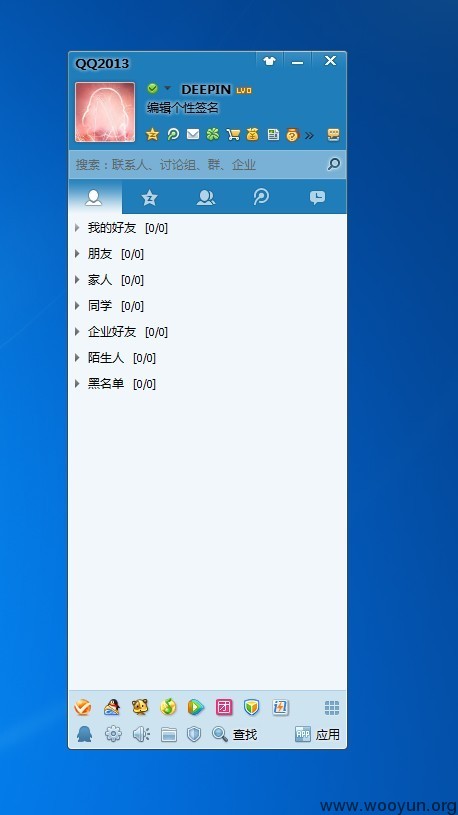 QQ2013
DEEPIN LV0
编辑个性签名
搜索：联系人、讨论组、群、企业
我的好友 [0/0]
朋友 [0/0]
家人 [0/0]
同学 [0/0]
企业好友 [0/0]
陌生人 [0/0]
黑名单 [0/0]
团
查找
APP 应用
www.wooyun.org